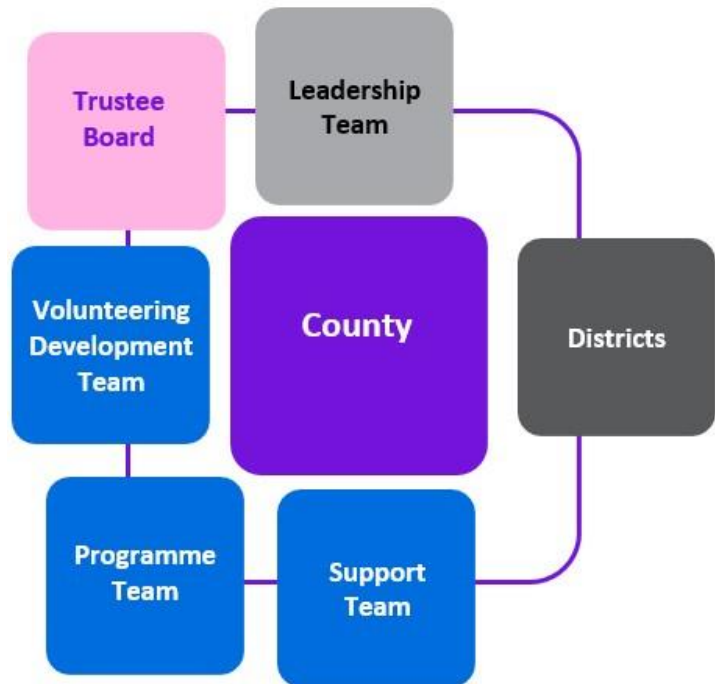 Trustee
Board
Leadership
Team
Volunteering
Development
Team
County
Districts
Programme
Team
Support
Team